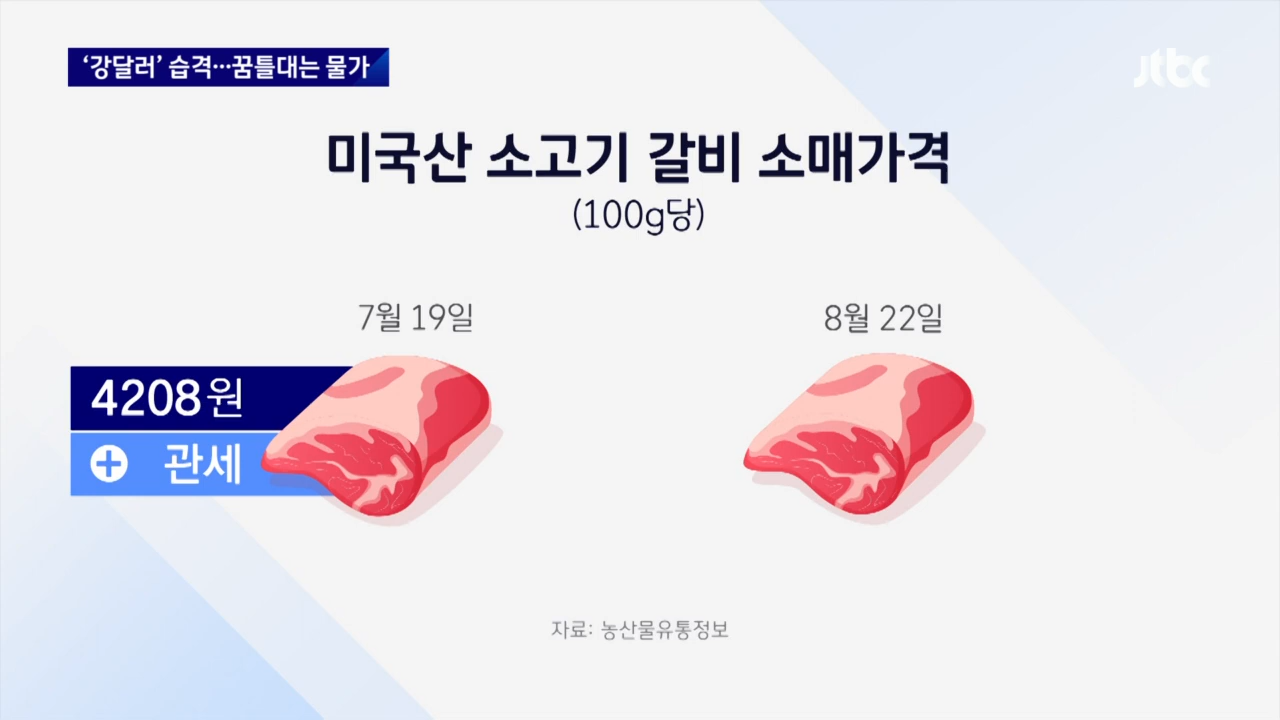 ‘강달러’ 습격…꿈틀대는 물가
jtbc
미국산 소고기 갈비 소매가격
(100g당)
7월 19일
8월 22일
4208원
+ 관세
자료: 농산물유통정보